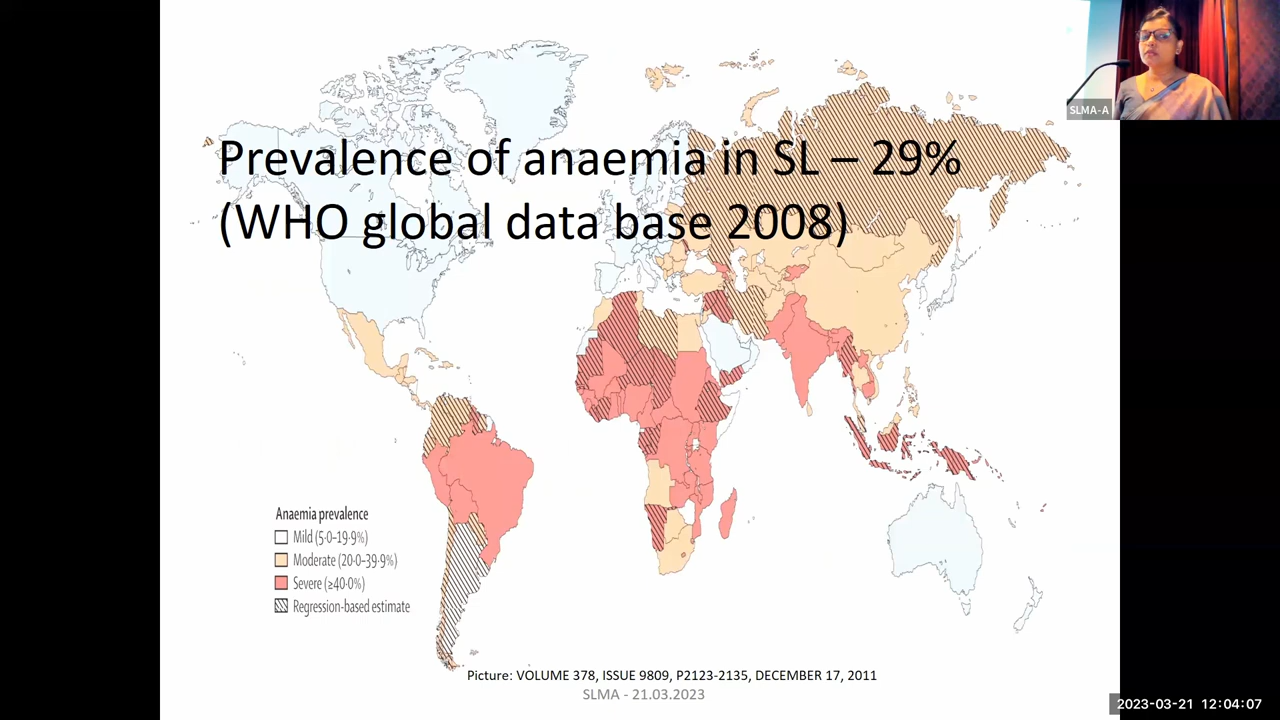 SLMA-A
Prevalence of anaemia in SL – 29%
(WHO global data base 2008)
Anaemia prevalence
Mild (5·0–19·9%)
Moderate (20·0–39·9%)
Severe (≥40·0%)
Regression-based estimate
Picture: VOLUME 378, ISSUE 9809, P2123-2135, DECEMBER 17, 2011
SLMA - 21.03.2023
2023-03-21 12:04:07